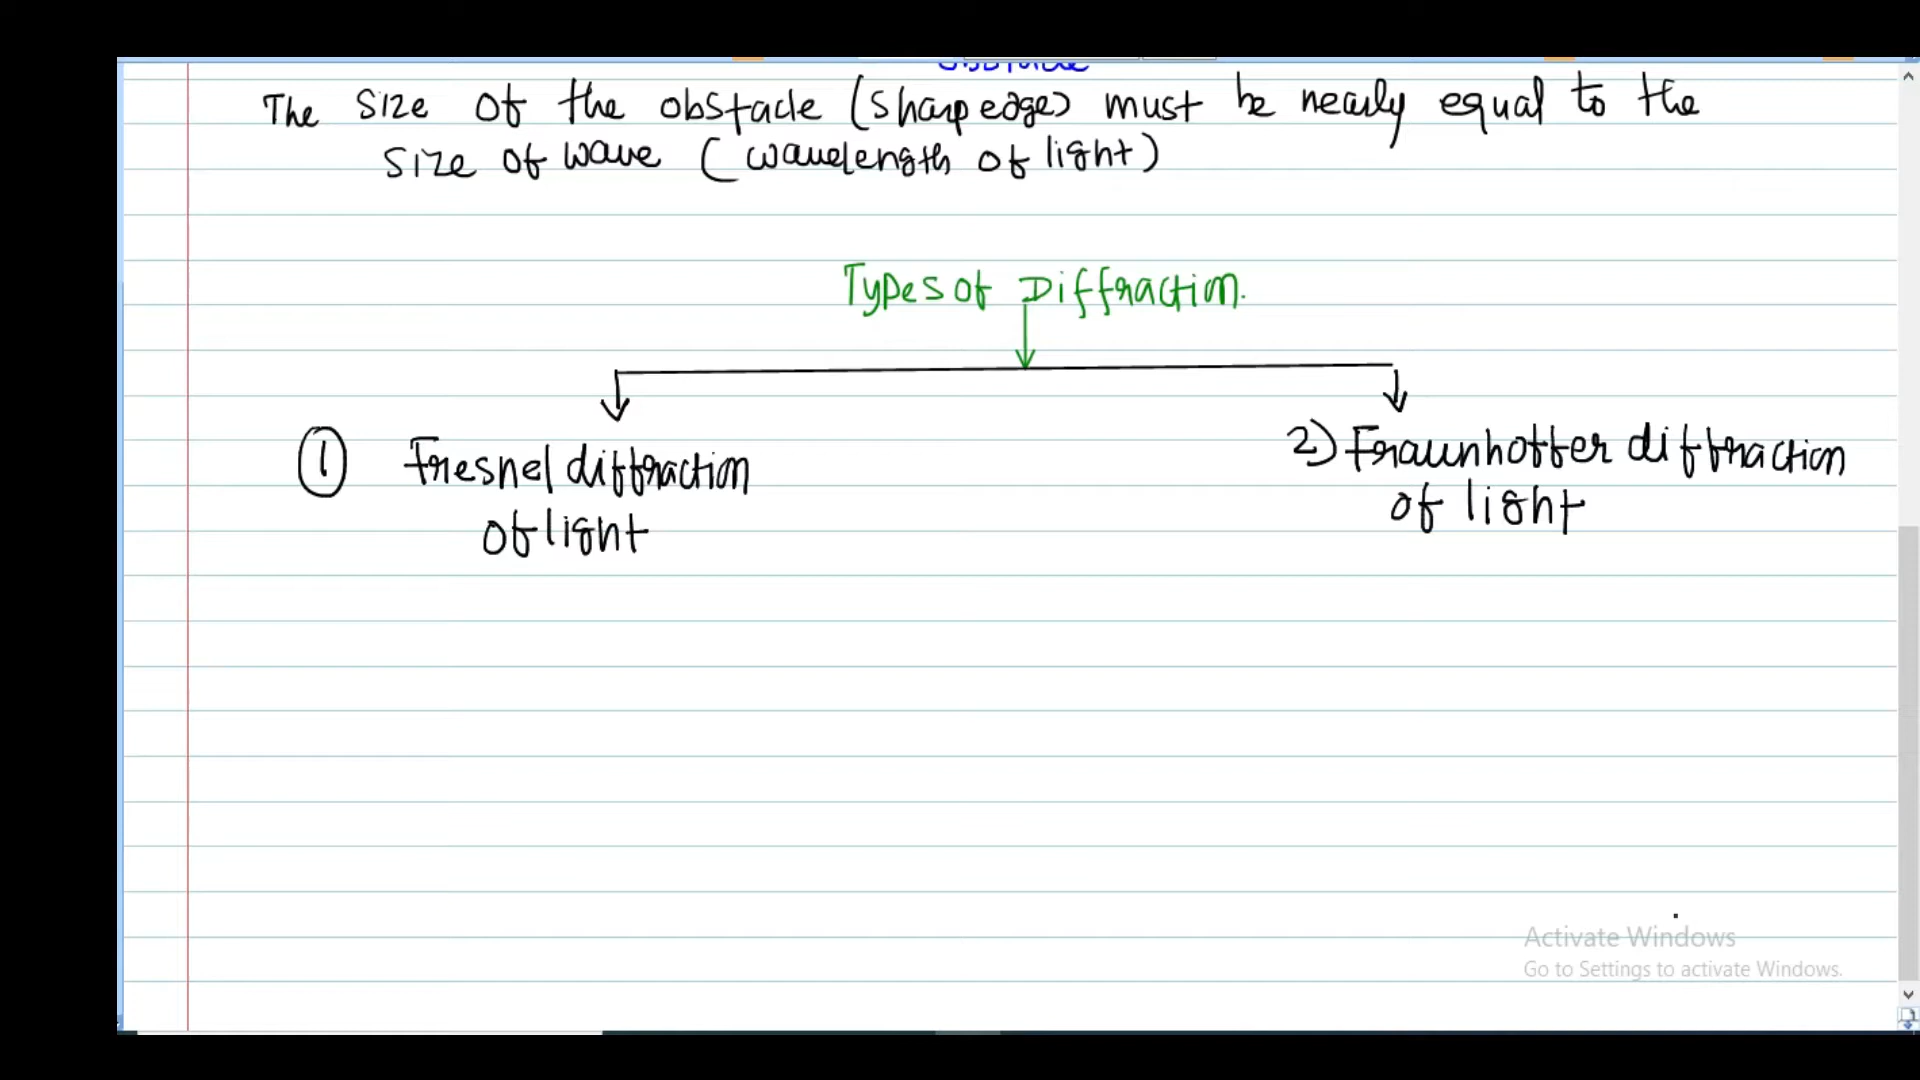 The size of the obstacle (sharp edge) must be nearly equal to the
size of wave (wavelength of light)
Types of Diffraction.
① Fresnel diffraction
of light
2) Fraunhoffer diffraction
of light
Activate Windows
Go to Settings to activate Windows.